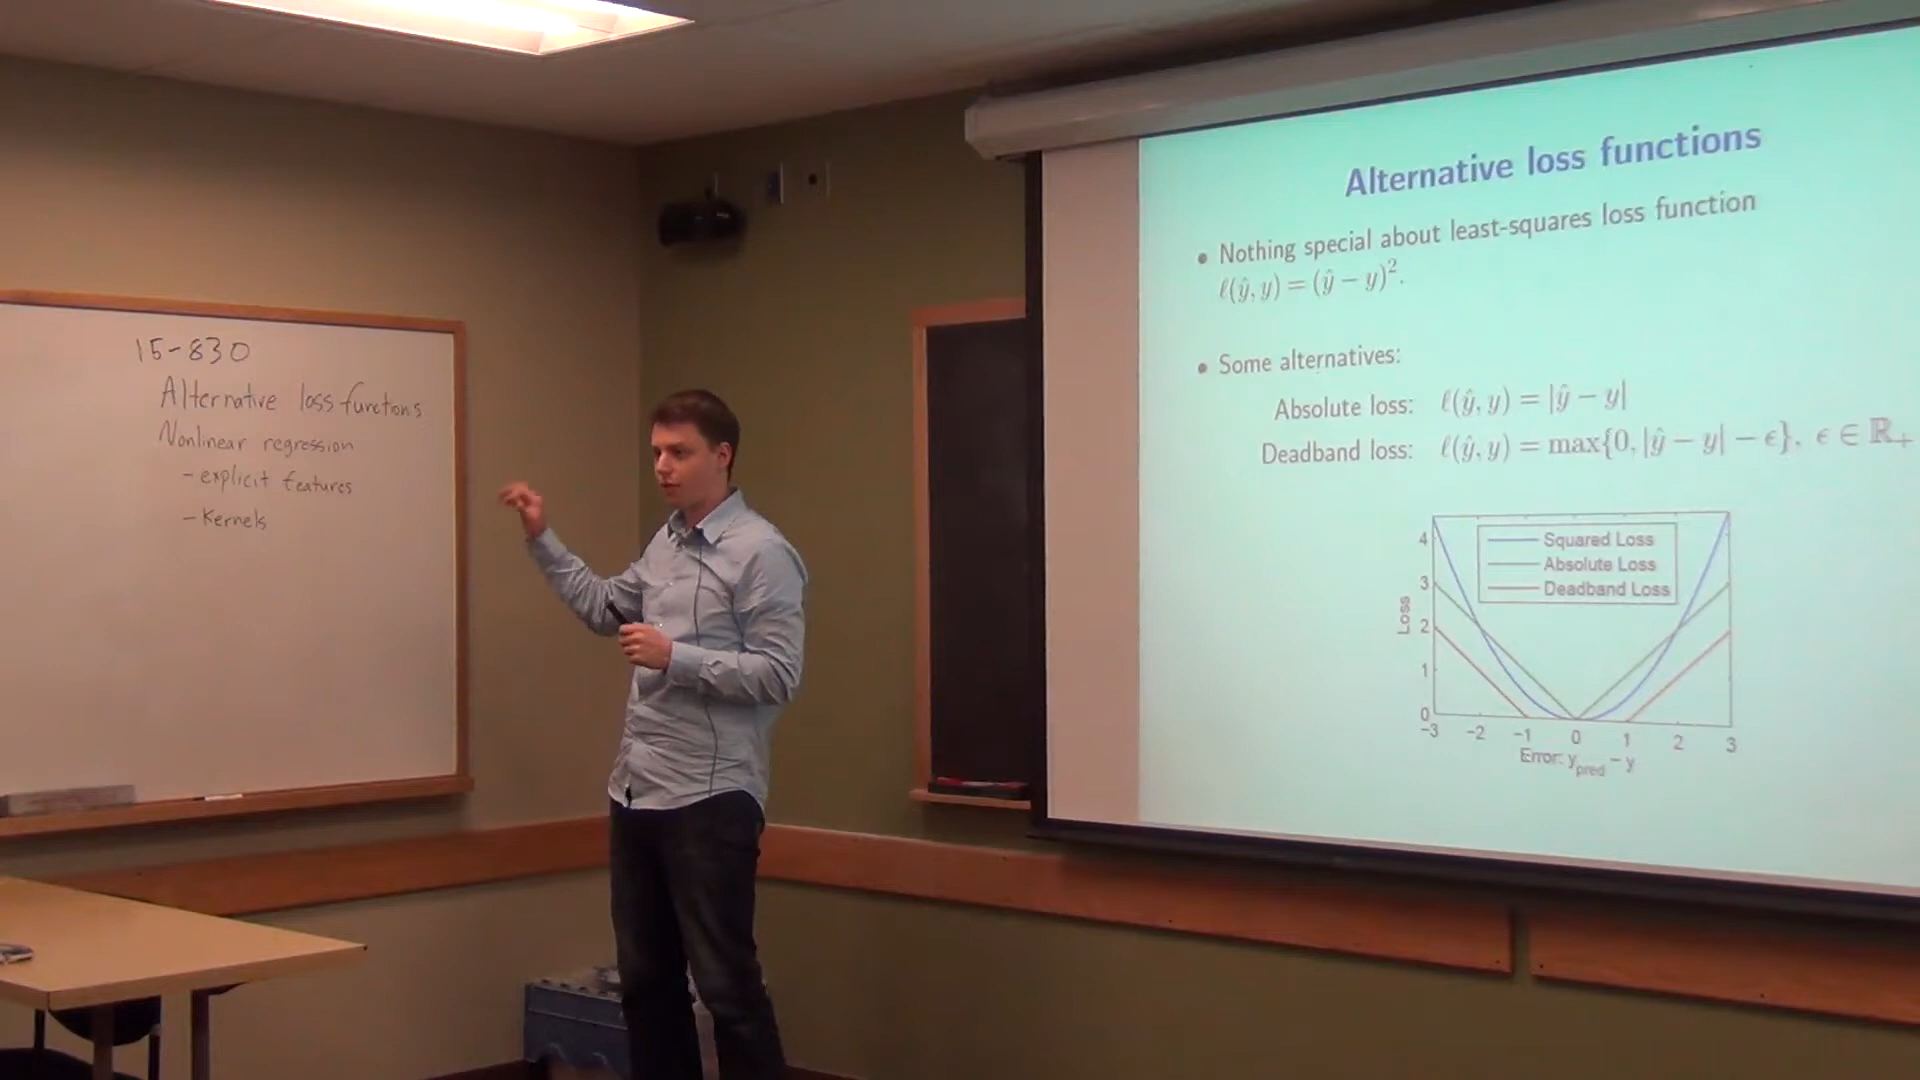 15-830
Alternative loss functions
Nonlinear regression
- explicit features
- Kernels
Alternative loss functions
• Nothing special about least-squares loss function
ℓ(ŷ, y) = (ŷ − y)².
• Some alternatives:
Absolute loss: ℓ(ŷ, y) = |ŷ − y|
Deadband loss: ℓ(ŷ, y) = max{0, |ŷ − y| − ϵ}, ϵ ∈ ℝ₊
Squared Loss
Absolute Loss
Deadband Loss
Loss
4
3
2
1
0
−3 −2 −1 0 1 2 3
Error: y_pred − y